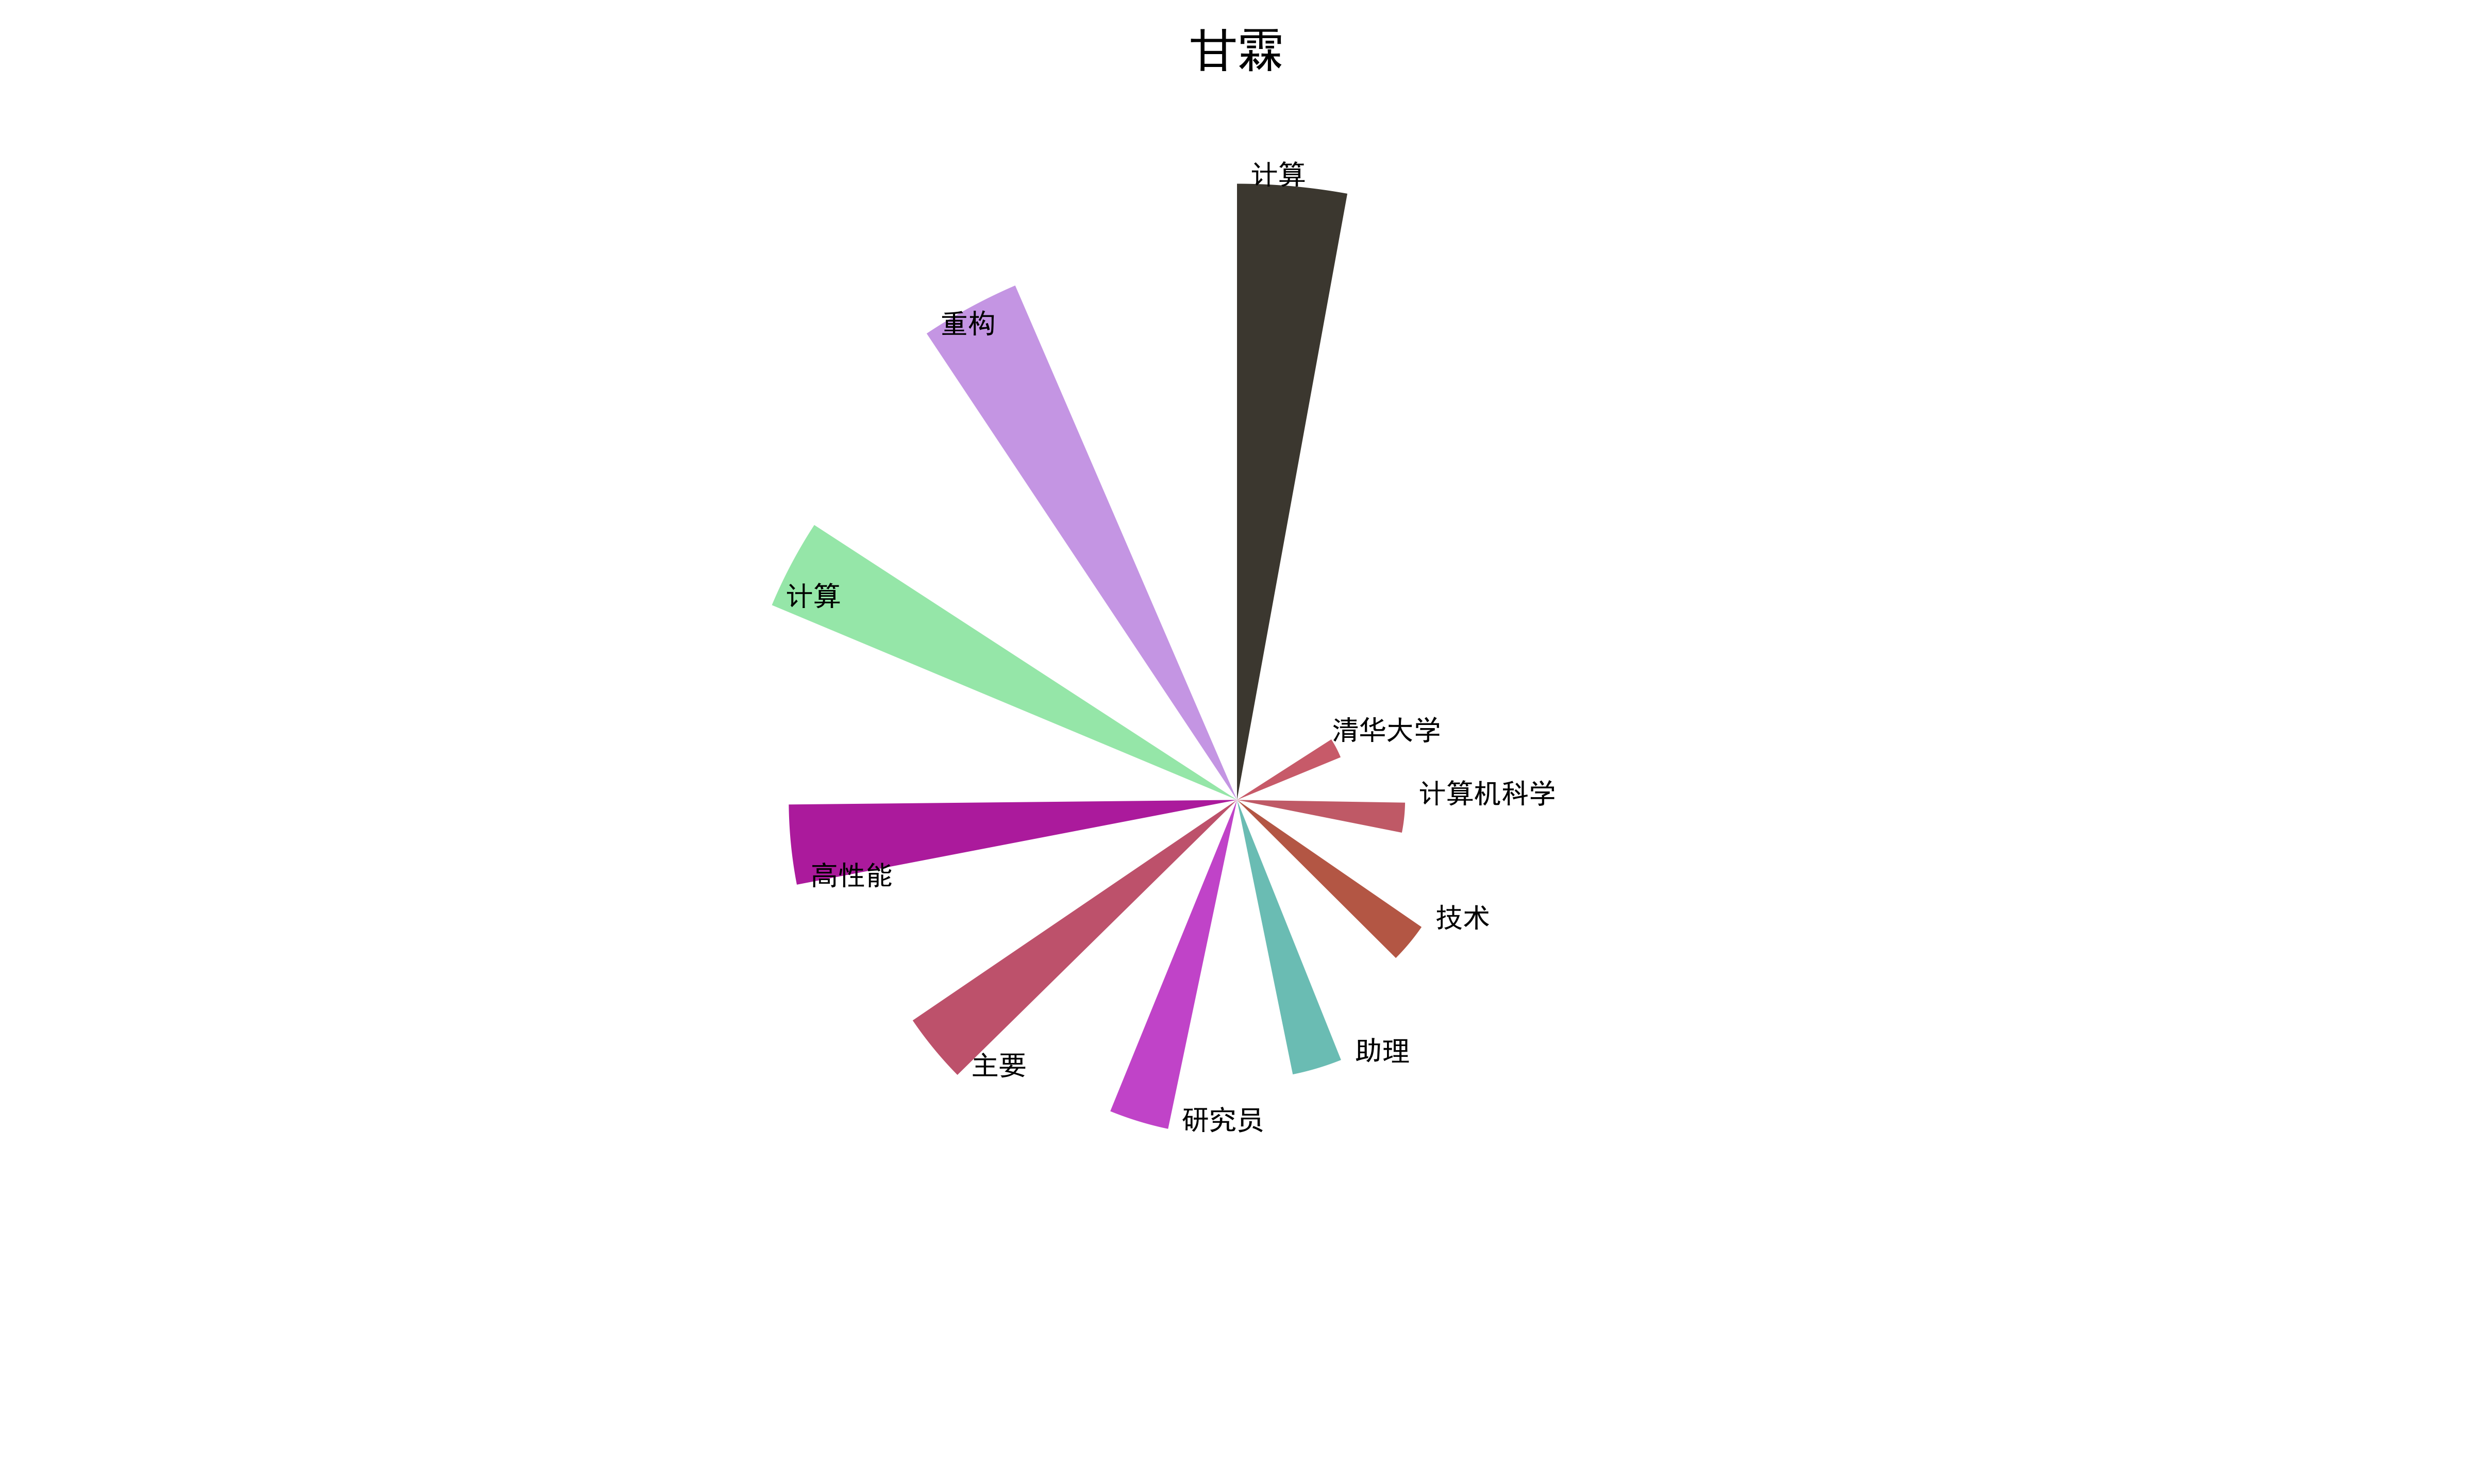 甘霖
计算
重构
计算
清华大学
计算机科学
高性能
技术
助理
主要
研究员